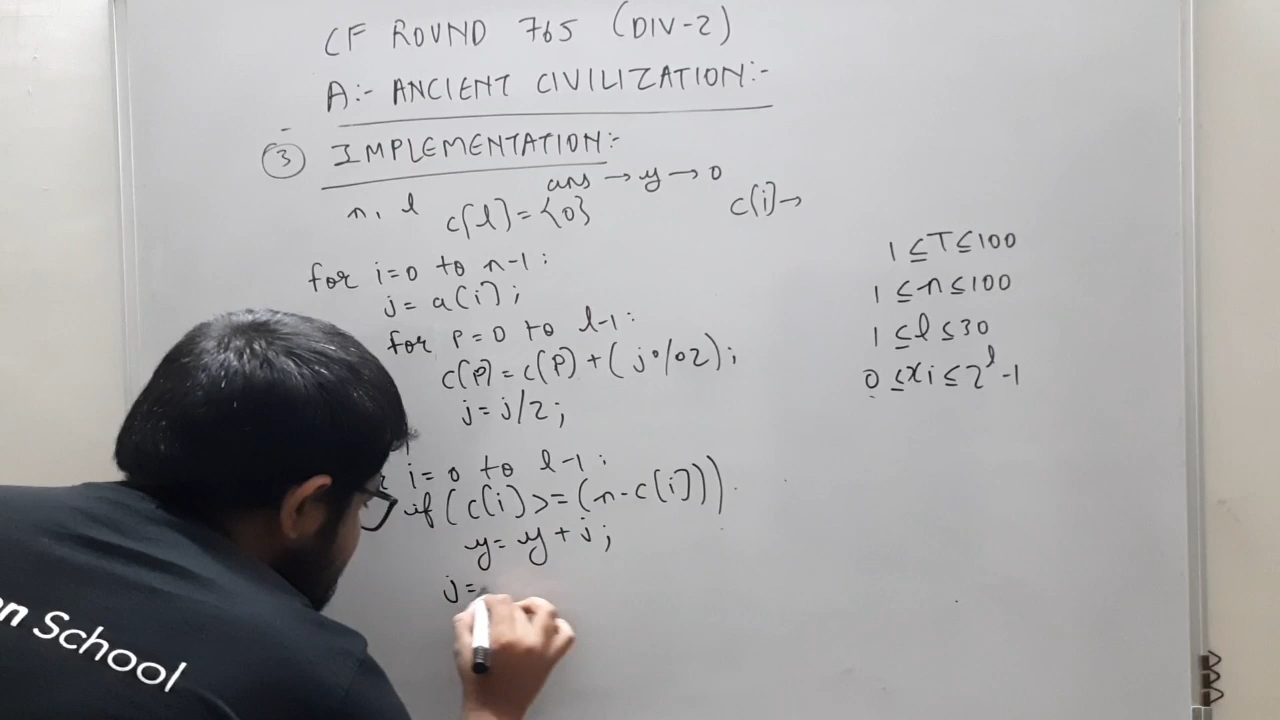 CF ROUND 765 (DIV-2)
A:- ANCIENT CIVILIZATION:-
③ IMPLEMENTATION:-
ans → y → 0
n, l c[l] = {0} c[i] →
for i=0 to n-1:
j = a[i];
for p=0 to l-1:
c[p] = c[p] + (j%2);
j = j/2;
i=0 to l-1:
if (c[i] >= (n-c[i]))
y = y + j;
j=
1 ≤ T ≤ 100
1 ≤ n ≤ 100
1 ≤ l ≤ 30
0 ≤ xi ≤ 2^l -1
n School